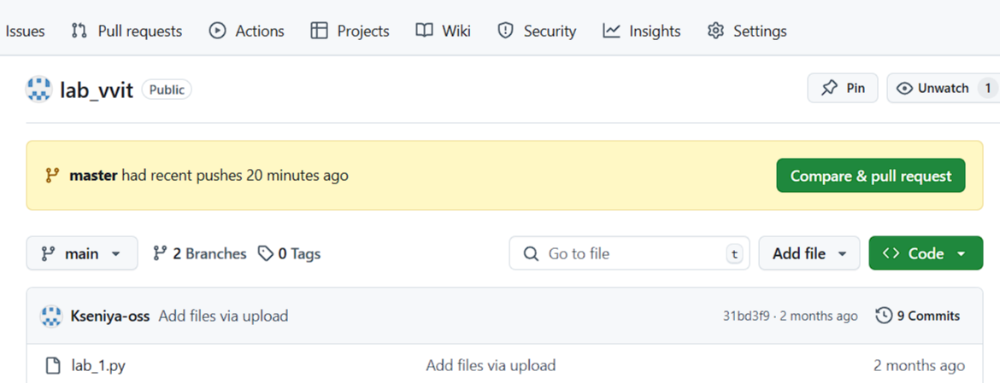 Issues Pull requests Actions Projects Wiki Security Insights Settings
lab_vvit Public Pin Unwatch 1
master had recent pushes 20 minutes ago Compare & pull request
main 2 Branches 0 Tags Go to file t Add file Code
Kseniya-oss Add files via upload 31bd3f9 · 2 months ago 9 Commits
lab_1.py Add files via upload 2 months ago